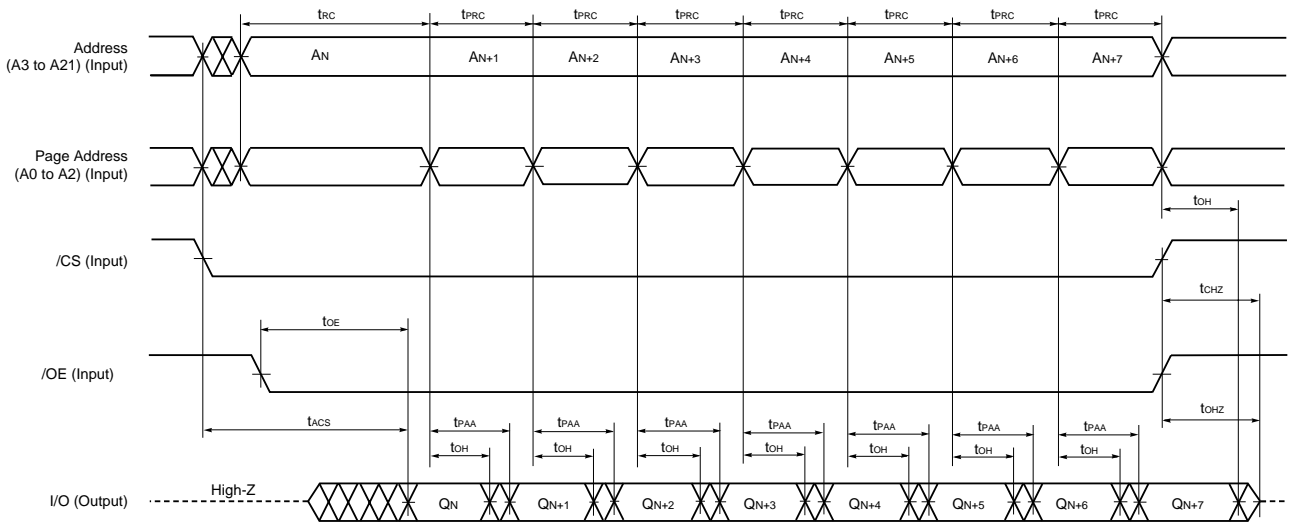 tRC tPRC tPRC tPRC tPRC tPRC tPRC tPRC
Address
(A3 to A21) (Input)
AN AN+1 AN+2 AN+3 AN+4 AN+5 AN+6 AN+7
Page Address
(A0 to A2) (Input)
tOH
/CS (Input)
tCHZ
tOE
/OE (Input)
tOHZ
tACS tPAA tPAA tPAA tPAA tPAA tPAA tPAA
tOH tOH tOH tOH tOH tOH tOH
I/O (Output)
High-Z
QN QN+1 QN+2 QN+3 QN+4 QN+5 QN+6 QN+7